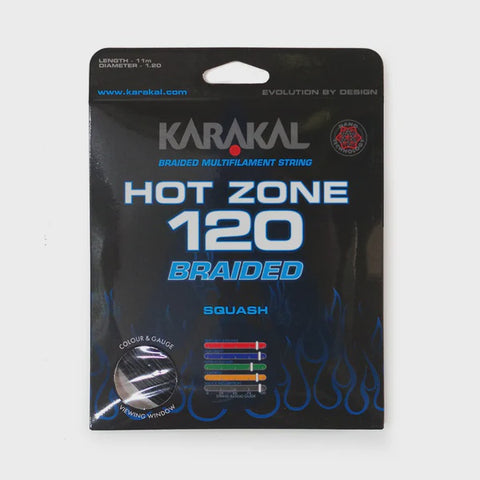 LENGTH - 11m
DIAMETER - 1.20
www.karakal.com
EVOLUTION BY DESIGN
KARAKAL
BRAIDED MULTIFILAMENT STRING
HOT ZONE
120
BRAIDED
SQUASH
COLOUR & GAUGE
VIEWING WINDOW